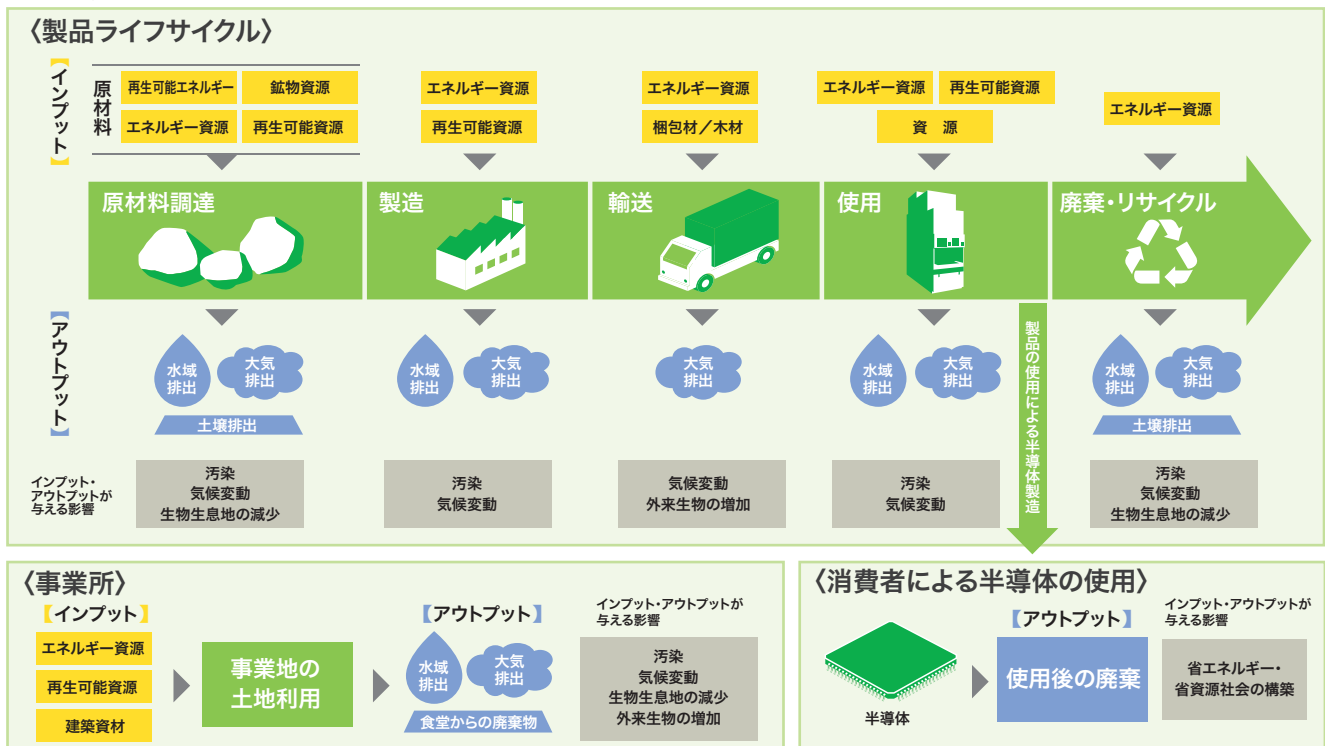 〈製品ライフサイクル〉
【インプット】
原材料
再生可能エネルギー
鉱物資源
エネルギー資源
再生可能資源
エネルギー資源
再生可能資源
エネルギー資源
梱包材／木材
エネルギー資源
再生可能資源
資　源
エネルギー資源
原材料調達
製造
輸送
使用
廃棄・リサイクル
【アウトプット】
水域
排出
大気
排出
土壌排出
水域
排出
大気
排出
大気
排出
水域
排出
大気
排出
製品の使用による半導体製造
水域
排出
大気
排出
土壌排出
インプット・
アウトプットが
与える影響
汚染
気候変動
生物生息地の減少
汚染
気候変動
気候変動
外来生物の増加
汚染
気候変動
汚染
気候変動
生物生息地の減少
〈事業所〉
【インプット】
エネルギー資源
再生可能資源
建築資材
事業地の
土地利用
【アウトプット】
水域
排出
大気
排出
食堂からの廃棄物
インプット・アウトプットが
与える影響
汚染
気候変動
生物生息地の減少
外来生物の増加
〈消費者による半導体の使用〉
半導体
【アウトプット】
使用後の廃棄
インプット・アウトプットが
与える影響
省エネルギー・
省資源社会の構築